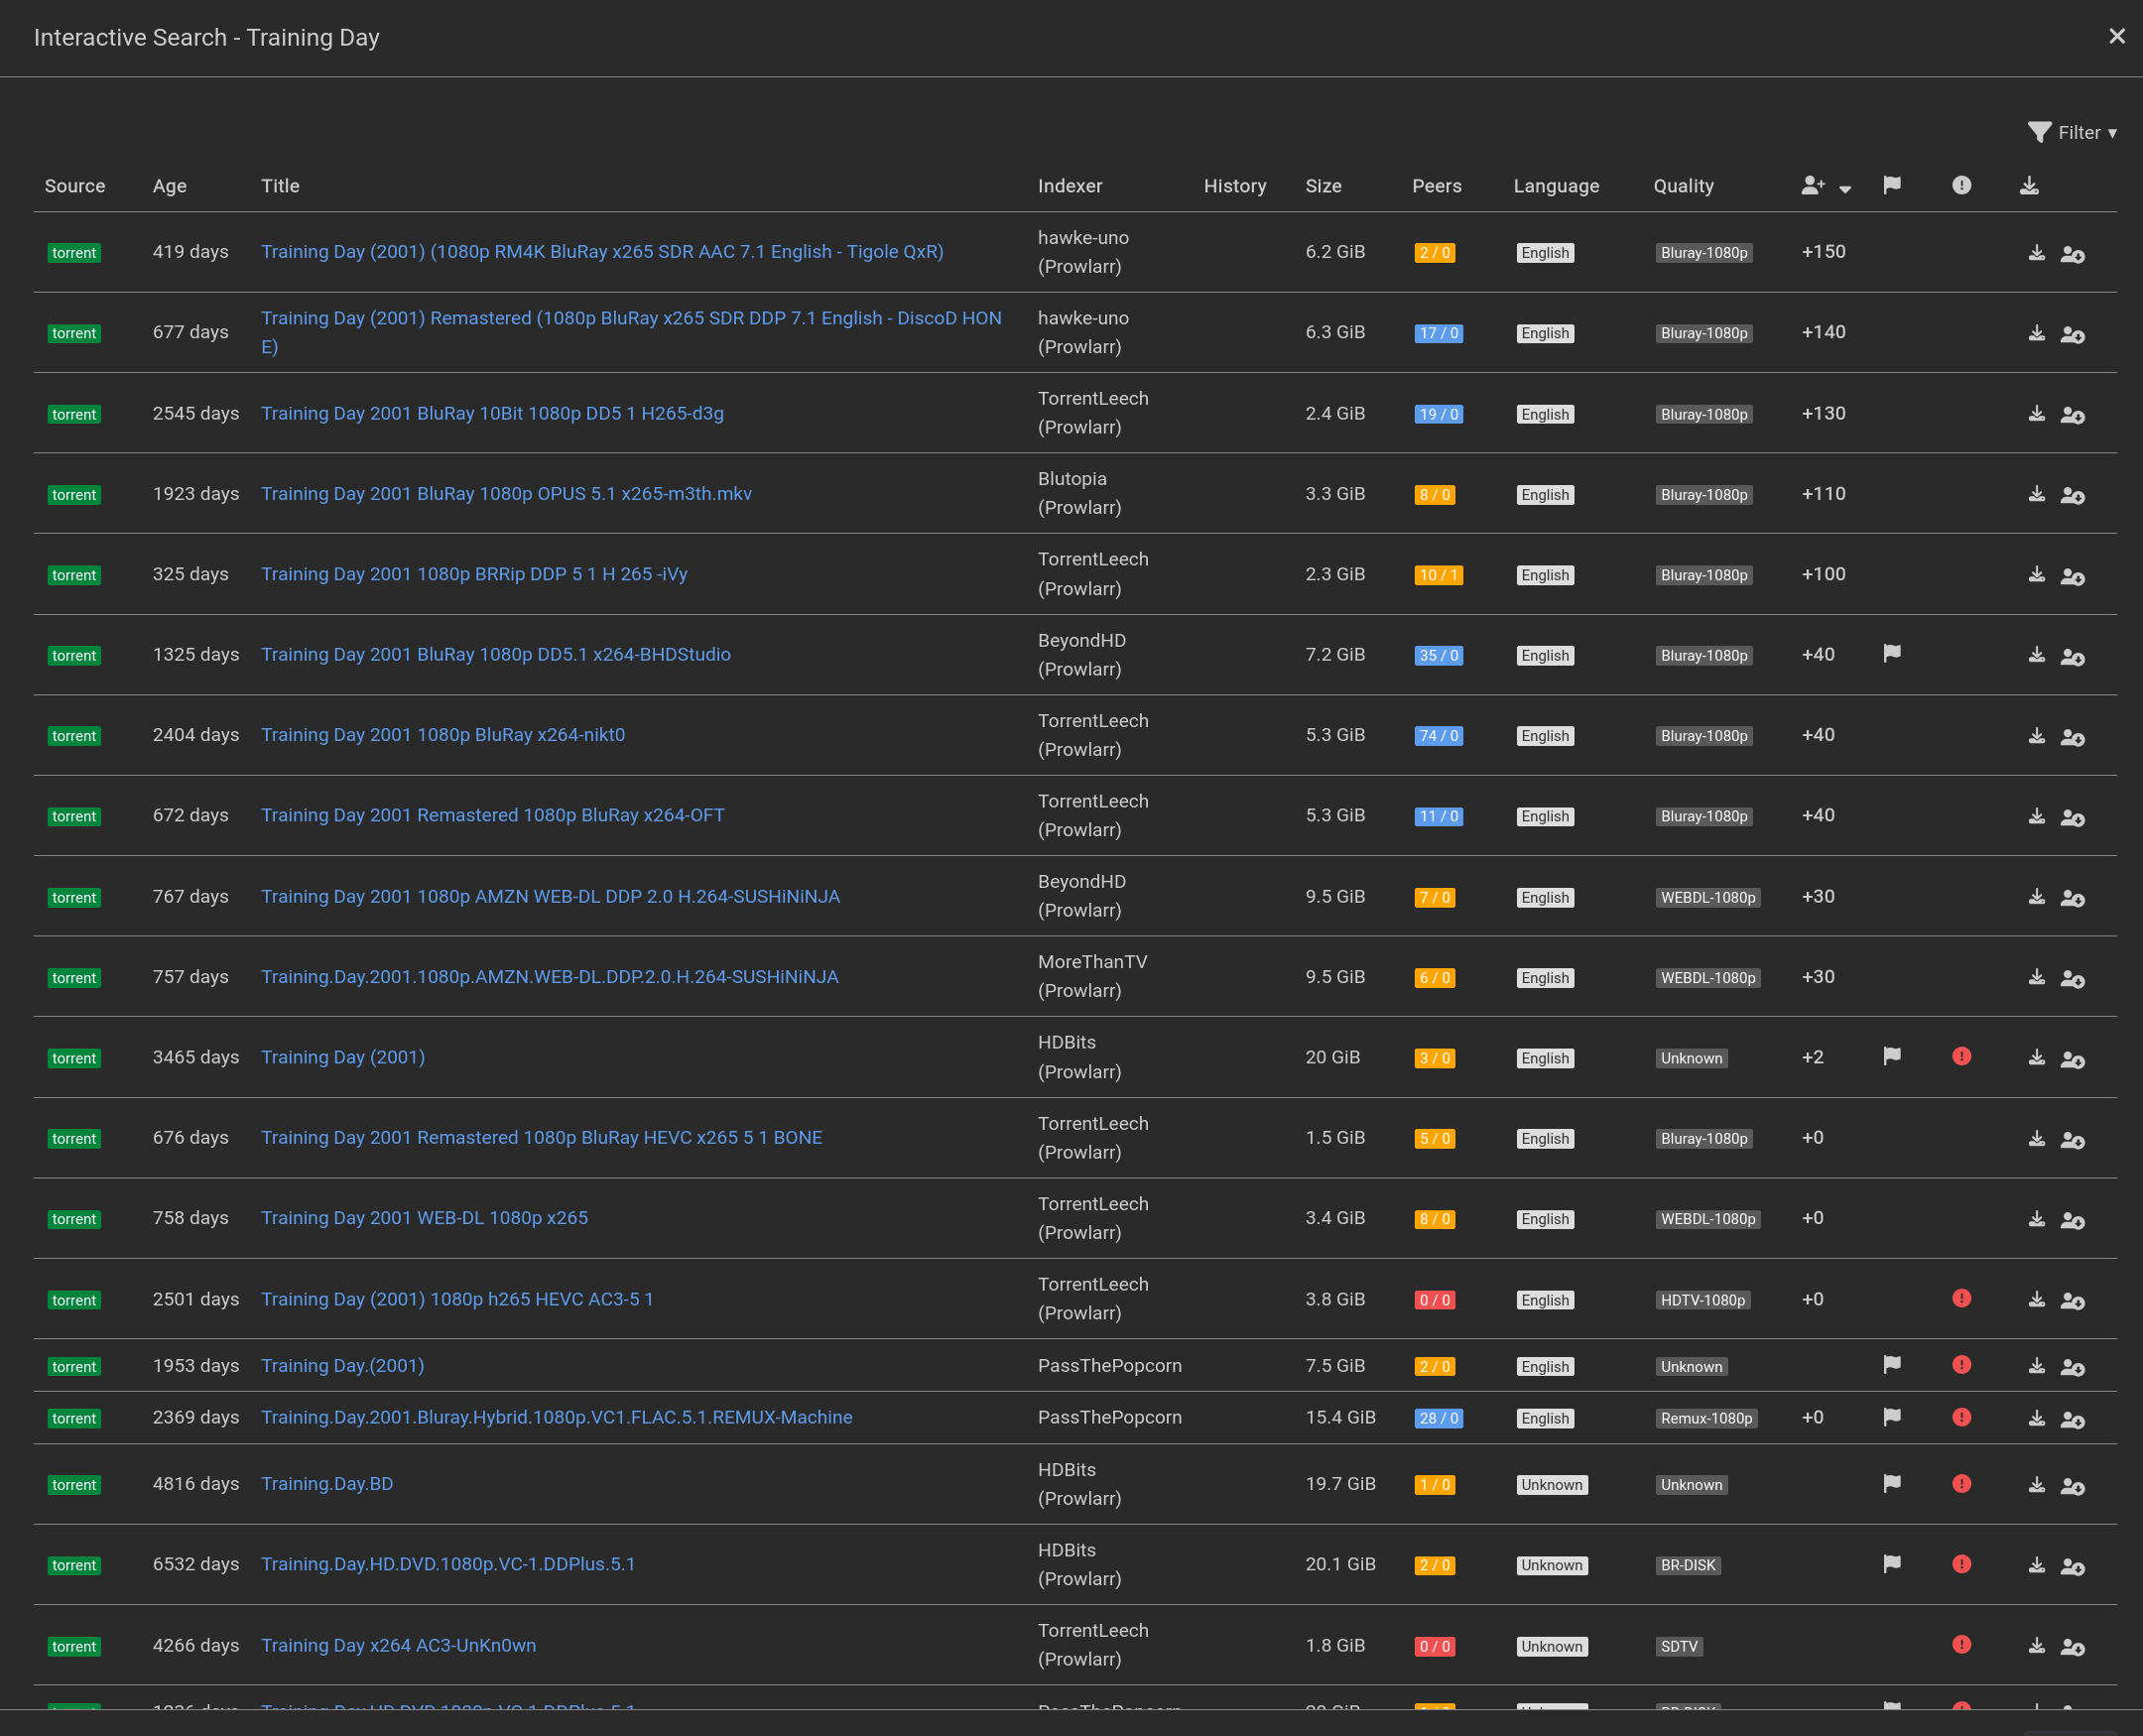 Interactive Search - Training Day
Filter
Source Age Title Indexer History Size Peers Language Quality
torrent 419 days Training Day (2001) (1080p RM4K BluRay x265 SDR AAC 7.1 English - Tigole QxR) hawke-uno (Prowlarr) 6.2 GiB 2 / 0 English Bluray-1080p +150
torrent 677 days Training Day (2001) Remastered (1080p BluRay x265 SDR DDP 7.1 English - DiscoD HON
E) hawke-uno (Prowlarr) 6.3 GiB 17 / 0 English Bluray-1080p +140
torrent 2545 days Training Day 2001 BluRay 10Bit 1080p DD5 1 H265-d3g TorrentLeech (Prowlarr) 2.4 GiB 19 / 0 English Bluray-1080p +130
torrent 1923 days Training Day 2001 BluRay 1080p OPUS 5.1 x265-m3th.mkv Blutopia (Prowlarr) 3.3 GiB 8 / 0 English Bluray-1080p +110
torrent 325 days Training Day 2001 1080p BRRip DDP 5 1 H 265 -iVy TorrentLeech (Prowlarr) 2.3 GiB 10 / 1 English Bluray-1080p +100
torrent 1325 days Training Day 2001 BluRay 1080p DD5.1 x264-BHDStudio BeyondHD (Prowlarr) 7.2 GiB 35 / 0 English Bluray-1080p +40
torrent 2404 days Training Day 2001 1080p BluRay x264-nikt0 TorrentLeech (Prowlarr) 5.3 GiB 74 / 0 English Bluray-1080p +40
torrent 672 days Training Day 2001 Remastered 1080p BluRay x264-OFT TorrentLeech (Prowlarr) 5.3 GiB 11 / 0 English Bluray-1080p +40
torrent 767 days Training Day 2001 1080p AMZN WEB-DL DDP 2.0 H.264-SUSHiNiNJA BeyondHD (Prowlarr) 9.5 GiB 7 / 0 English WEBDL-1080p +30
torrent 757 days Training.Day.2001.1080p.AMZN.WEB-DL.DDP.2.0.H.264-SUSHiNiNJA MoreThanTV (Prowlarr) 9.5 GiB 6 / 0 English WEBDL-1080p +30
torrent 3465 days Training Day (2001) HDBits (Prowlarr) 20 GiB 3 / 0 English Unknown +2
torrent 676 days Training Day 2001 Remastered 1080p BluRay HEVC x265 5 1 BONE TorrentLeech (Prowlarr) 1.5 GiB 5 / 0 English Bluray-1080p +0
torrent 758 days Training Day 2001 WEB-DL 1080p x265 TorrentLeech (Prowlarr) 3.4 GiB 8 / 0 English WEBDL-1080p +0
torrent 2501 days Training Day (2001) 1080p h265 HEVC AC3-5 1 TorrentLeech (Prowlarr) 3.8 GiB 0 / 0 English HDTV-1080p +0
torrent 1953 days Training Day.(2001) PassThePopcorn 7.5 GiB 2 / 0 English Unknown
torrent 2369 days Training.Day.2001.Bluray.Hybrid.1080p.VC1.FLAC.5.1.REMUX-Machine PassThePopcorn 15.4 GiB 28 / 0 English Remux-1080p +0
torrent 4816 days Training.Day.BD HDBits (Prowlarr) 19.7 GiB 1 / 0 Unknown Unknown
torrent 6532 days Training.Day.HD.DVD.1080p.VC-1.DDPlus.5.1 HDBits (Prowlarr) 20.1 GiB 2 / 0 Unknown BR-DISK
torrent 4266 days Training Day x264 AC3-UnKn0wn TorrentLeech (Prowlarr) 1.8 GiB 0 / 0 Unknown SDTV
Training.Day.HD.DVD.1080p.VC-1.DDPlus.5.1 PassThePopcorn